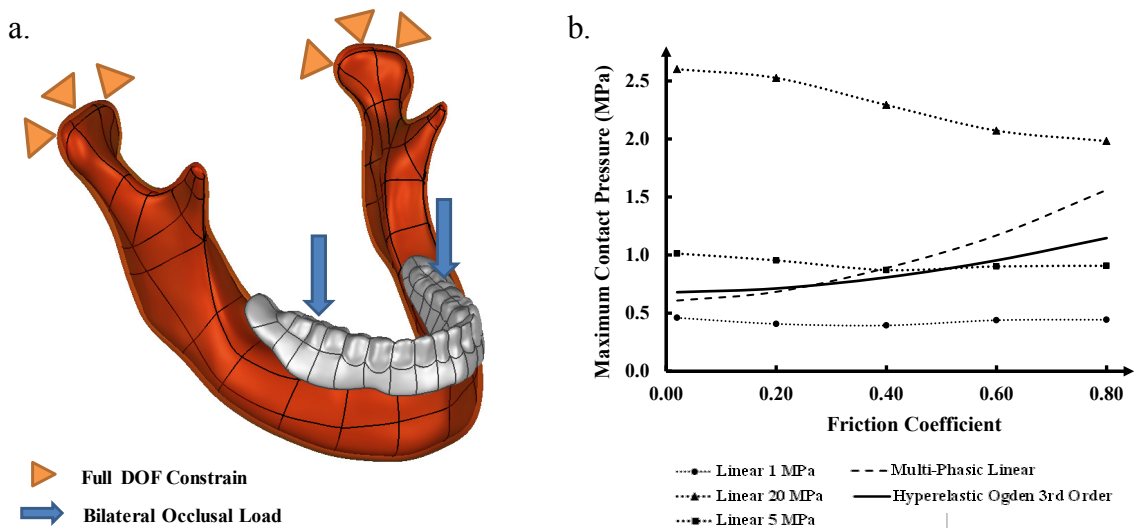 a.
Full DOF Constrain
Bilateral Occlusal Load
b.
Maximum Contact Pressure (MPa)
2.5
2.0
1.5
1.0
0.5
0.0
0.00 0.20 0.40 0.60 0.80
Friction Coefficient
Linear 1 MPa
Multi-Phasic Linear
Linear 20 MPa
Hyperelastic Ogden 3rd Order
Linear 5 MPa